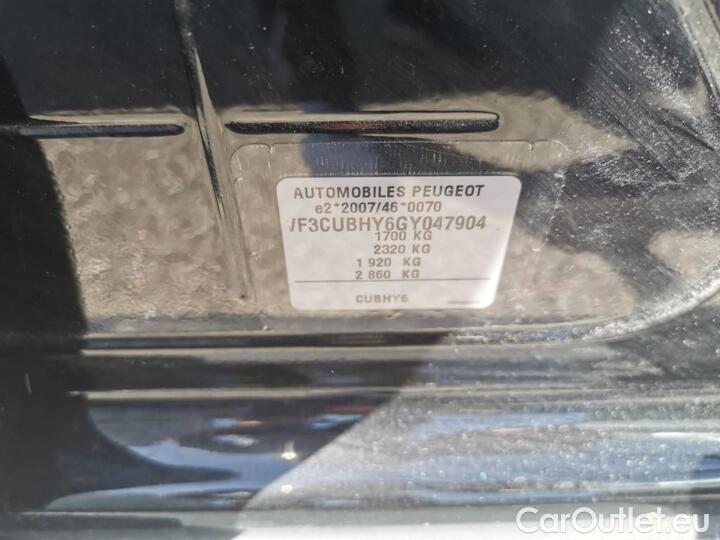 AUTOMOBILES PEUGEOT
e2*2007/46*0070
VF3CUBHY6GY047904
1700 KG
2320 KG
1 920 KG
2 860 KG
CUBHY6
CarOutlet.eu